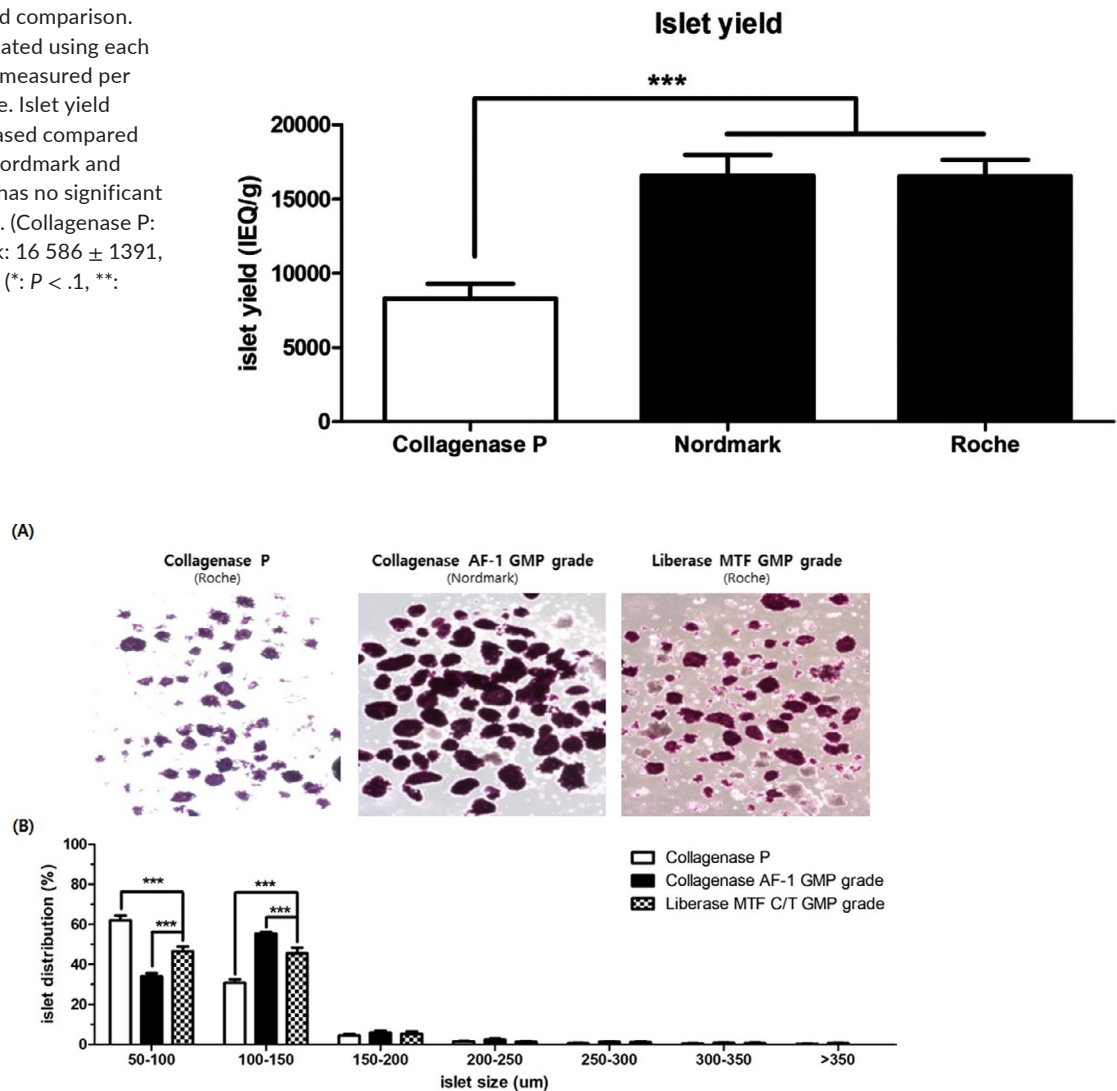 d comparison.
ated using each
measured per
e. Islet yield
ased compared
ordmark and
has no significant
. (Collagenase P:
k: 16 586 ± 1391,
(*: P < .1, **:
Islet yield
***
islet yield (IEQ/g)
20000
15000
10000
5000
0
Collagenase P
Nordmark
Roche
(A)
Collagenase P
(Roche)
Collagenase AF-1 GMP grade
(Nordmark)
Liberase MTF GMP grade
(Roche)
(B)
islet distribution (%)
100
80
60
40
20
0
***
***
***
***
Collagenase P
Collagenase AF-1 GMP grade
Liberase MTF C/T GMP grade
50-100
100-150
150-200
200-250
250-300
300-350
>350
islet size (um)